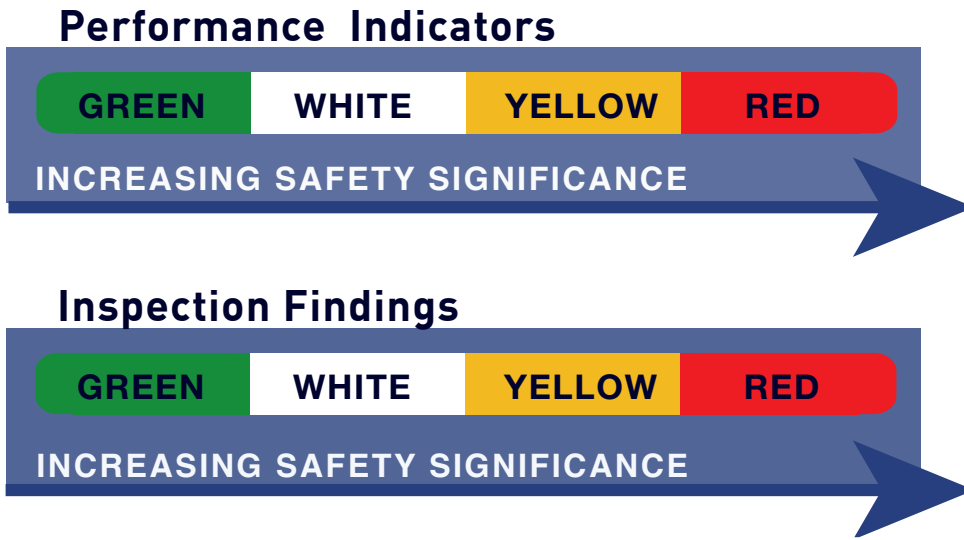 Performance Indicators
GREEN WHITE YELLOW RED
INCREASING SAFETY SIGNIFICANCE
Inspection Findings
GREEN WHITE YELLOW RED
INCREASING SAFETY SIGNIFICANCE